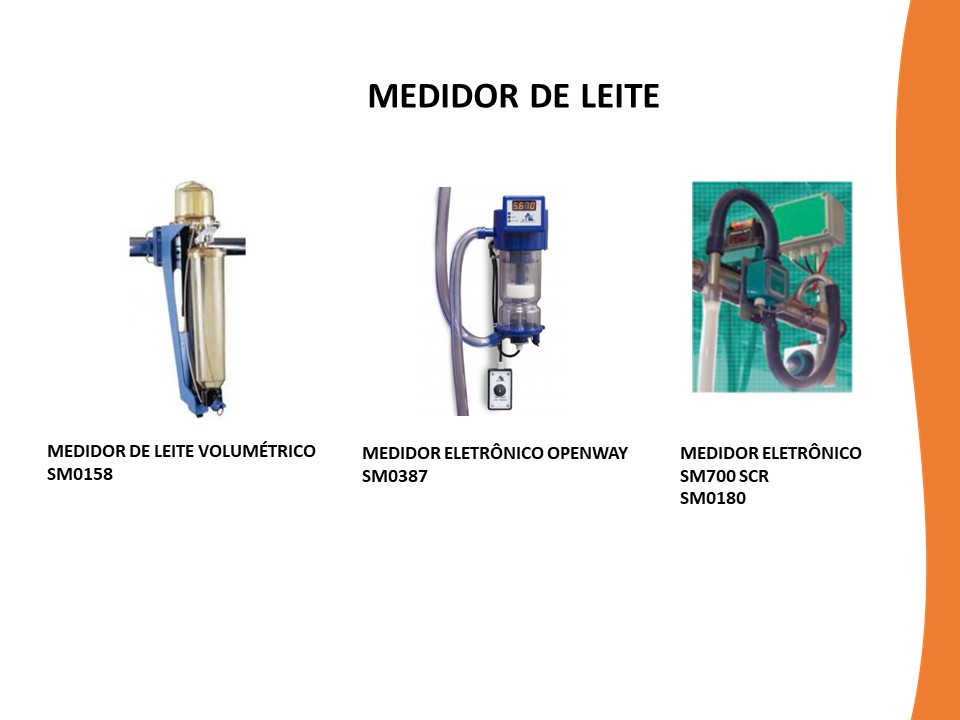 MEDIDOR DE LEITE
5.670
MEDIDOR DE LEITE VOLUMÉTRICO
SM0158
MEDIDOR ELETRÔNICO OPENWAY
SM0387
MEDIDOR ELETRÔNICO
SM700 SCR
SM0180